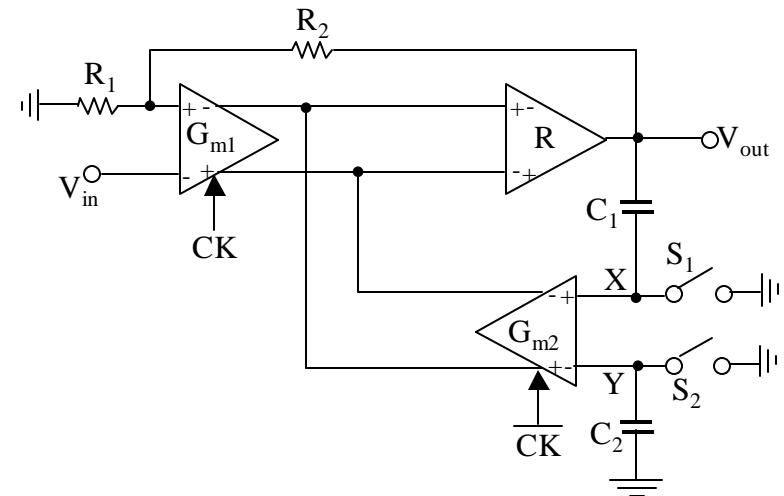 R2
R1
+ -
+-
Gm1
R
Vout
Vin
- +
-+
C1
CK
X
S1
-+
Gm2
+-
Y
S2
C2
CK